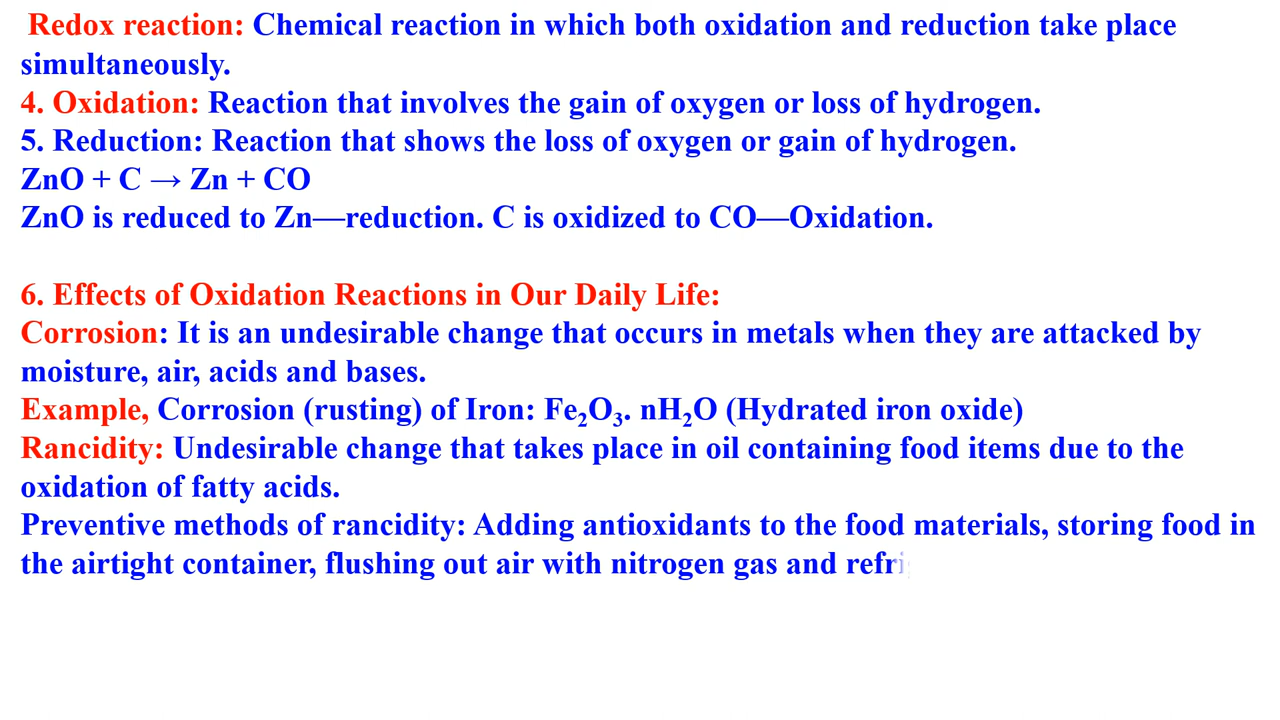 Redox reaction: Chemical reaction in which both oxidation and reduction take place
simultaneously.
4. Oxidation: Reaction that involves the gain of oxygen or loss of hydrogen.
5. Reduction: Reaction that shows the loss of oxygen or gain of hydrogen.
ZnO + C → Zn + CO
ZnO is reduced to Zn—reduction. C is oxidized to CO—Oxidation.
6. Effects of Oxidation Reactions in Our Daily Life:
Corrosion: It is an undesirable change that occurs in metals when they are attacked by
moisture, air, acids and bases.
Example, Corrosion (rusting) of Iron: Fe₂O₃. nH₂O (Hydrated iron oxide)
Rancidity: Undesirable change that takes place in oil containing food items due to the
oxidation of fatty acids.
Preventive methods of rancidity: Adding antioxidants to the food materials, storing food in
the airtight container, flushing out air with nitrogen gas and